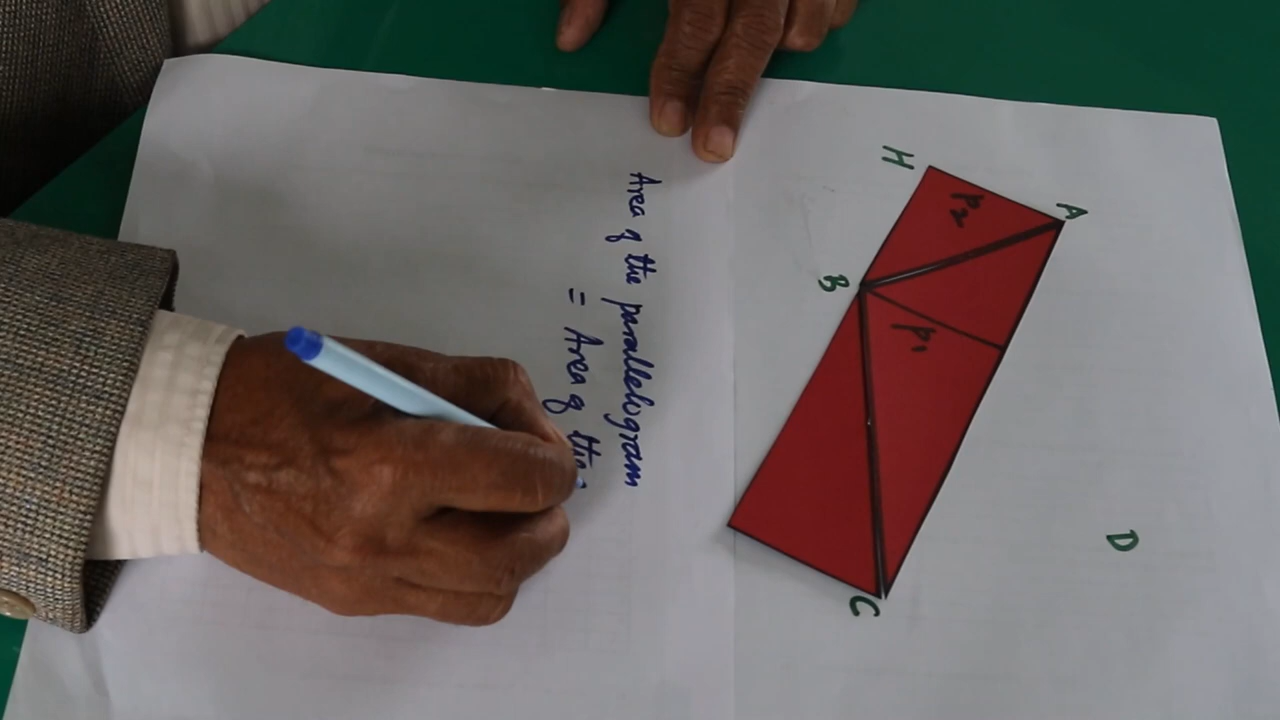 A
H
P2
B
P1
D
C
Area of the parallelogram
= Area of the